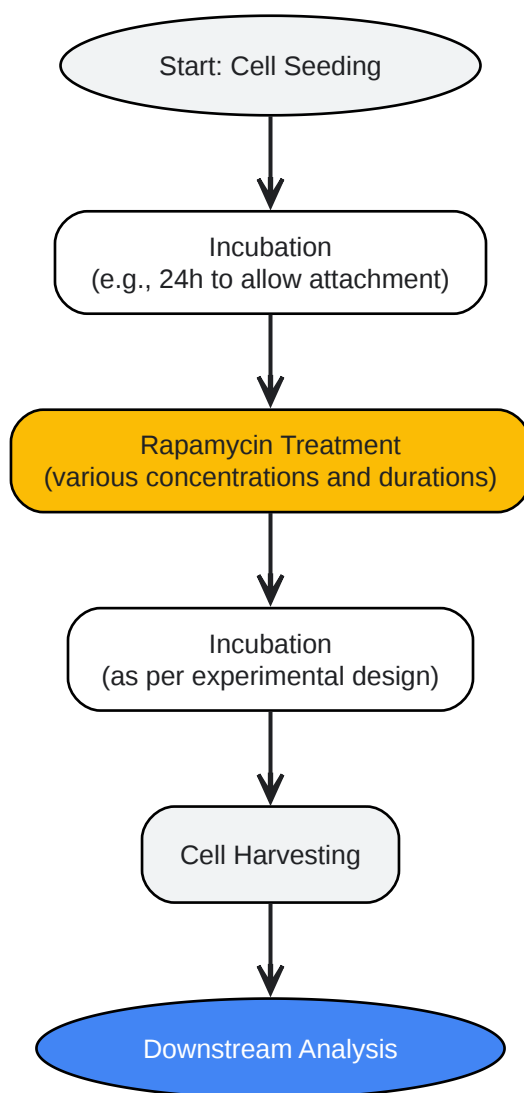 Start: Cell Seeding
Incubation
(e.g., 24h to allow attachment)
Rapamycin Treatment
(various concentrations and durations)
Incubation
(as per experimental design)
Cell Harvesting
Downstream Analysis